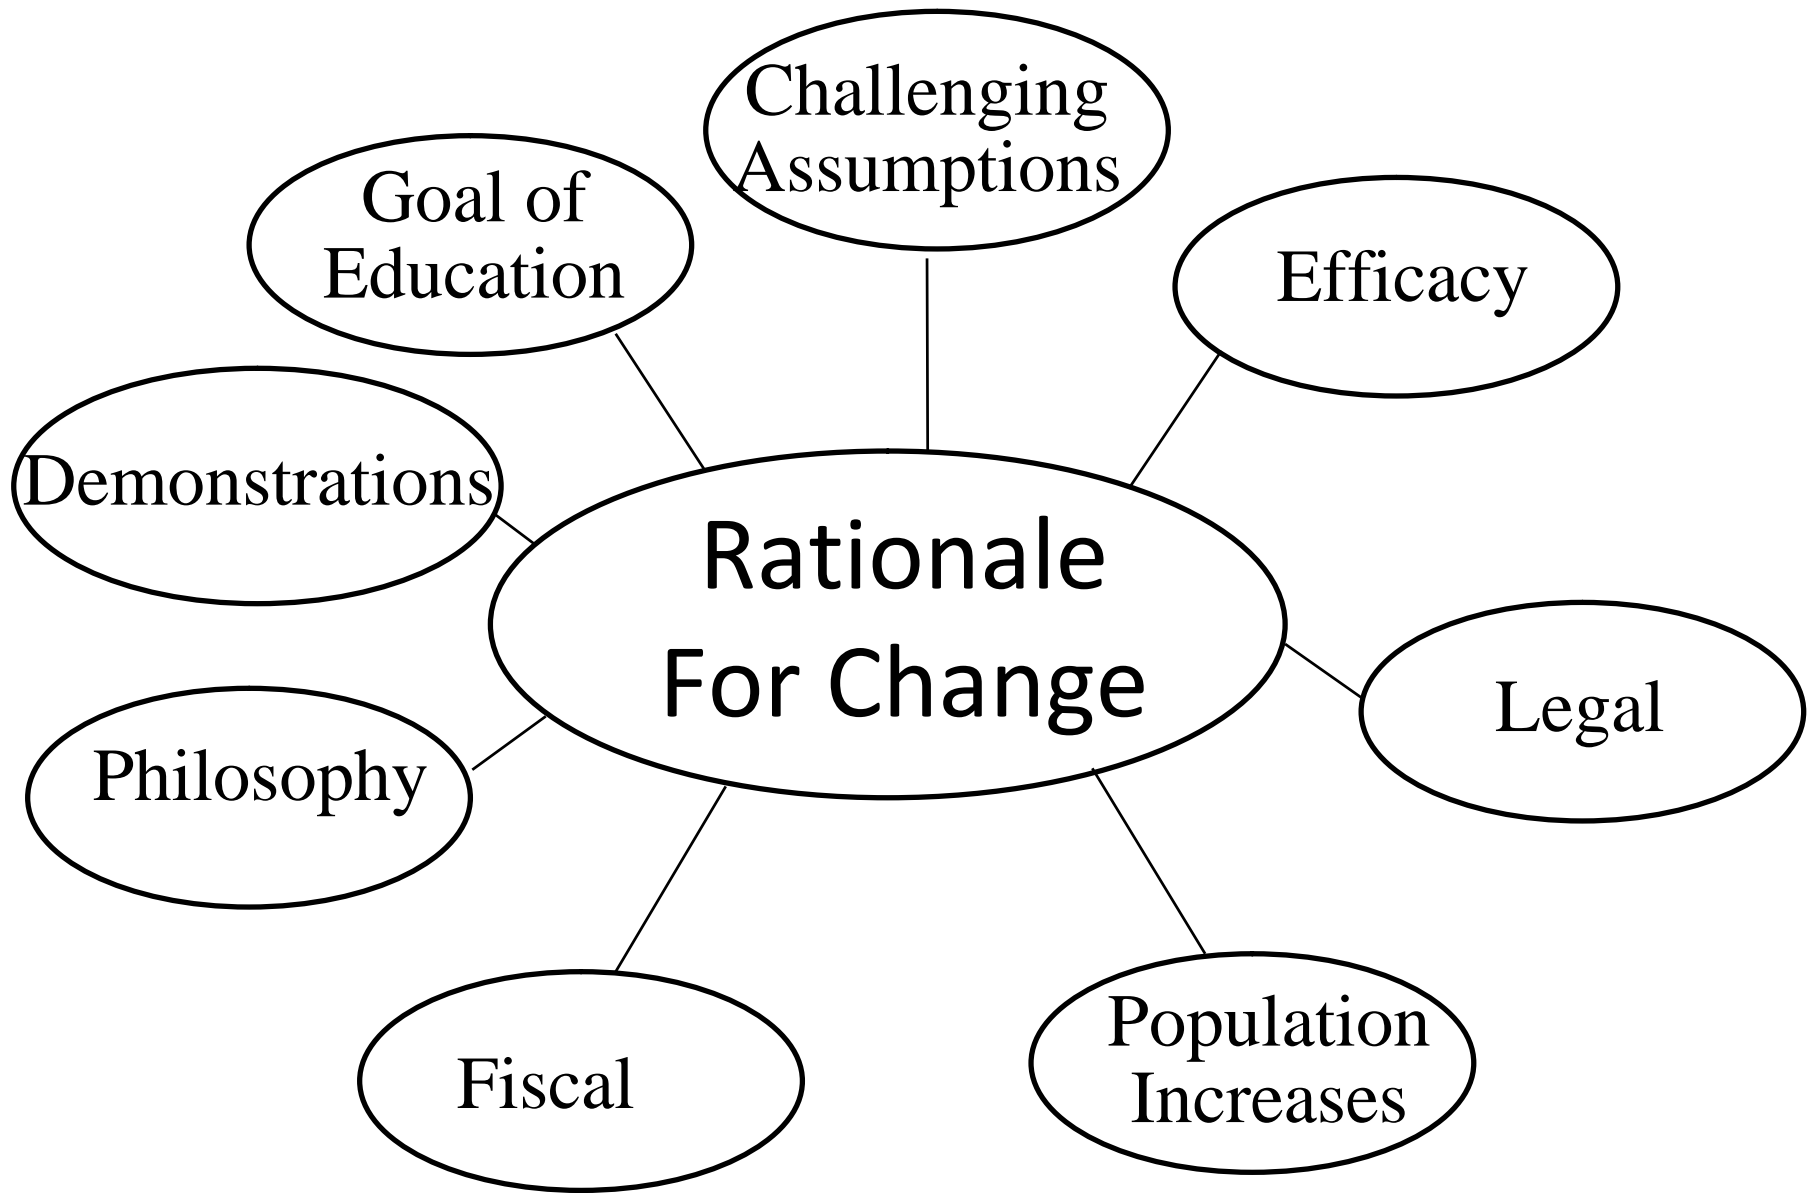 Challenging
Assumptions
Goal of
Education
Efficacy
Demonstrations
Rationale
For Change
Legal
Philosophy
Population
Increases
Fiscal